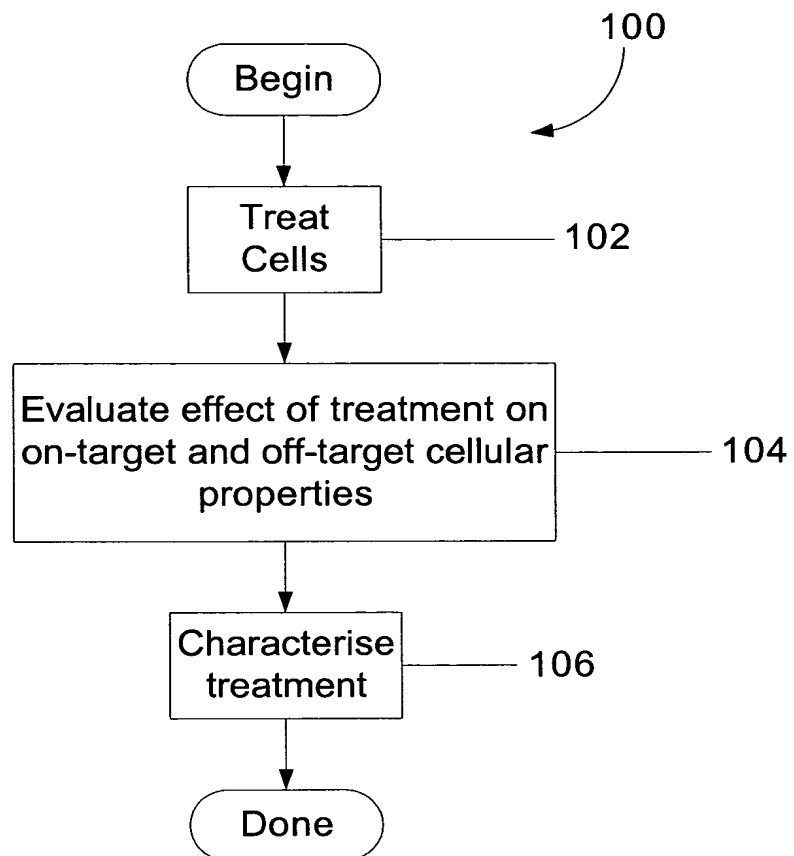 100
Begin
Treat
Cells
102
Evaluate effect of treatment on
on-target and off-target cellular
properties
104
Characterise
treatment
106
Done